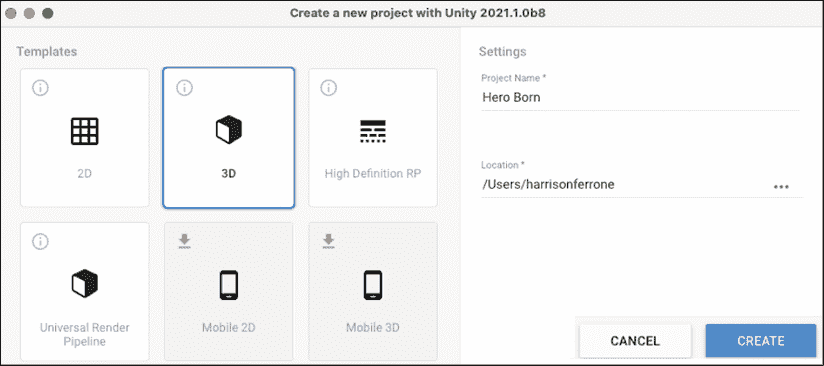 Create a new project with Unity 2021.1.0b8
Templates
2D
3D
High Definition RP
Universal Render
Pipeline
Mobile 2D
Mobile 3D
Settings
Project Name *
Hero Born
Location *
/Users/harrisonferrone
CANCEL
CREATE